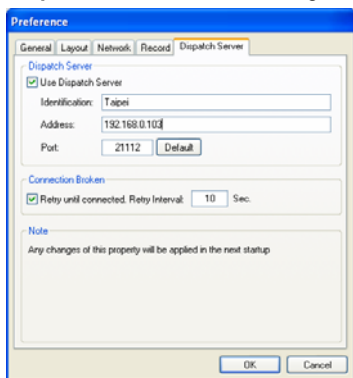 Preference
General Layout Network Record Dispatch Server
Dispatch Server
Use Dispatch Server
Identification: Taipei
Address: 192.168.0.103
Port: 21112 Default
Connection Broken
Retry until connected. Retry Interval: 10 Sec.
Note
Any changes of this property will be applied in the next startup
OK Cancel